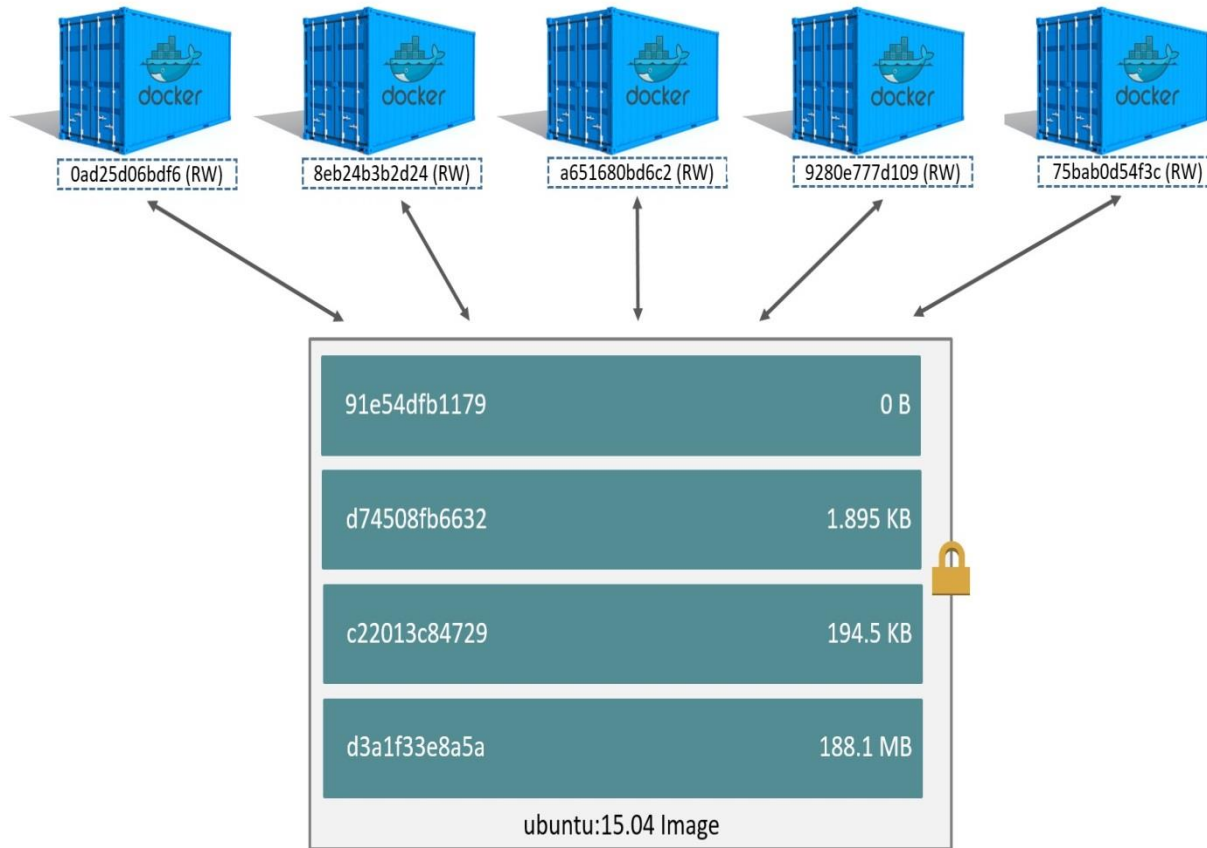 docker docker docker docker docker
0ad25d06bdf6 (RW) 8eb24b3b2d24 (RW) a651680bd6c2 (RW) 9280e777d109 (RW) 75bab0d54f3c (RW)
91e54dfb1179 0 B
d74508fb6632 1.895 KB
c22013c84729 194.5 KB
d3a1f33e8a5a 188.1 MB
ubuntu:15.04 Image